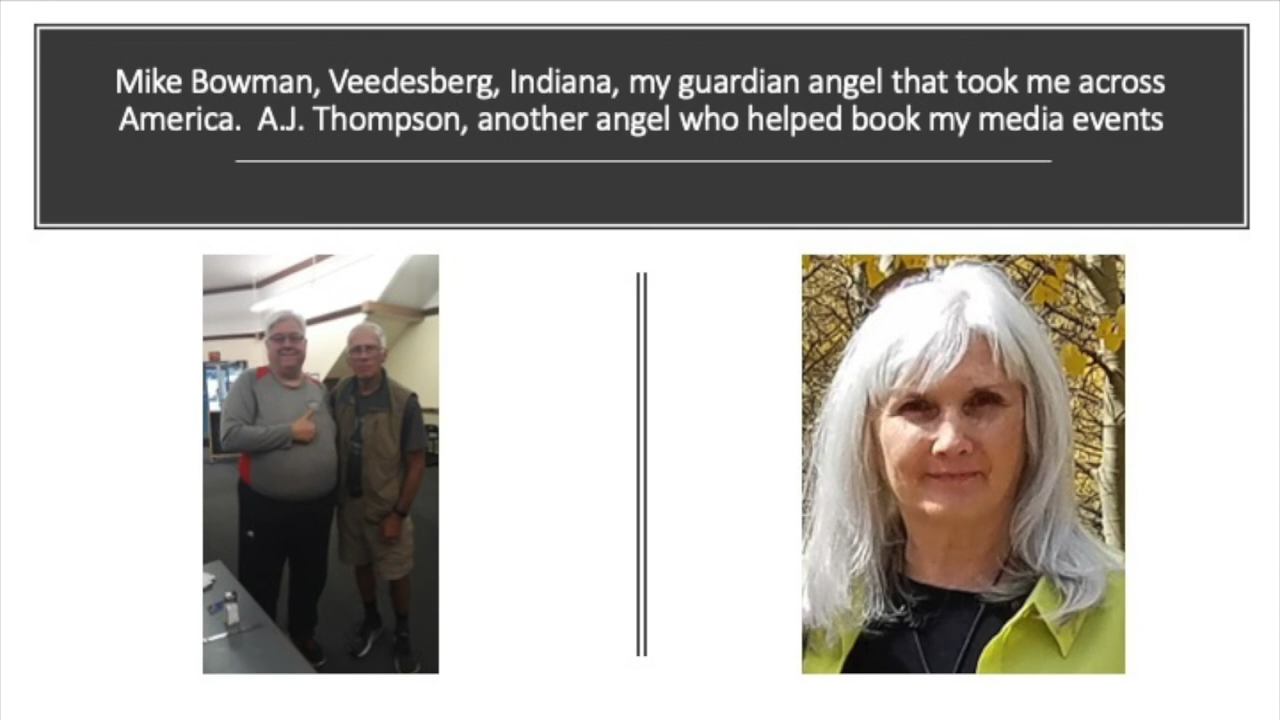 Mike Bowman, Veedesberg, Indiana, my guardian angel that took me across
America.  A.J. Thompson, another angel who helped book my media events